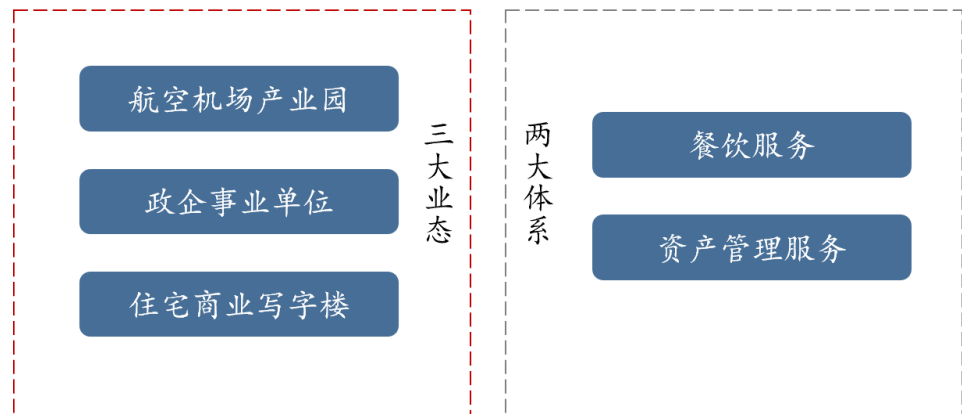 航空机场产业园
政企事业单位
住宅商业写字楼
三大业态
两大体系
餐饮服务
资产管理服务